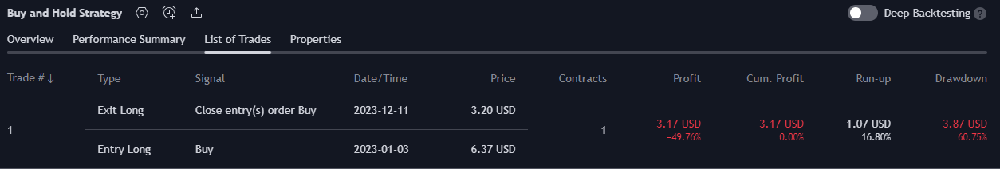 Buy and Hold Strategy Deep Backtesting ?
Overview Performance Summary List of Trades Properties
Trade # ↓ Type Signal Date/Time Price Contracts Profit Cum. Profit Run-up Drawdown
Exit Long Close entry(s) order Buy 2023-12-11 3.20 USD
1 1 −3.17 USD −3.17 USD 1.07 USD 3.87 USD
−49.76% 0.00% 16.80% 60.75%
Entry Long Buy 2023-01-03 6.37 USD